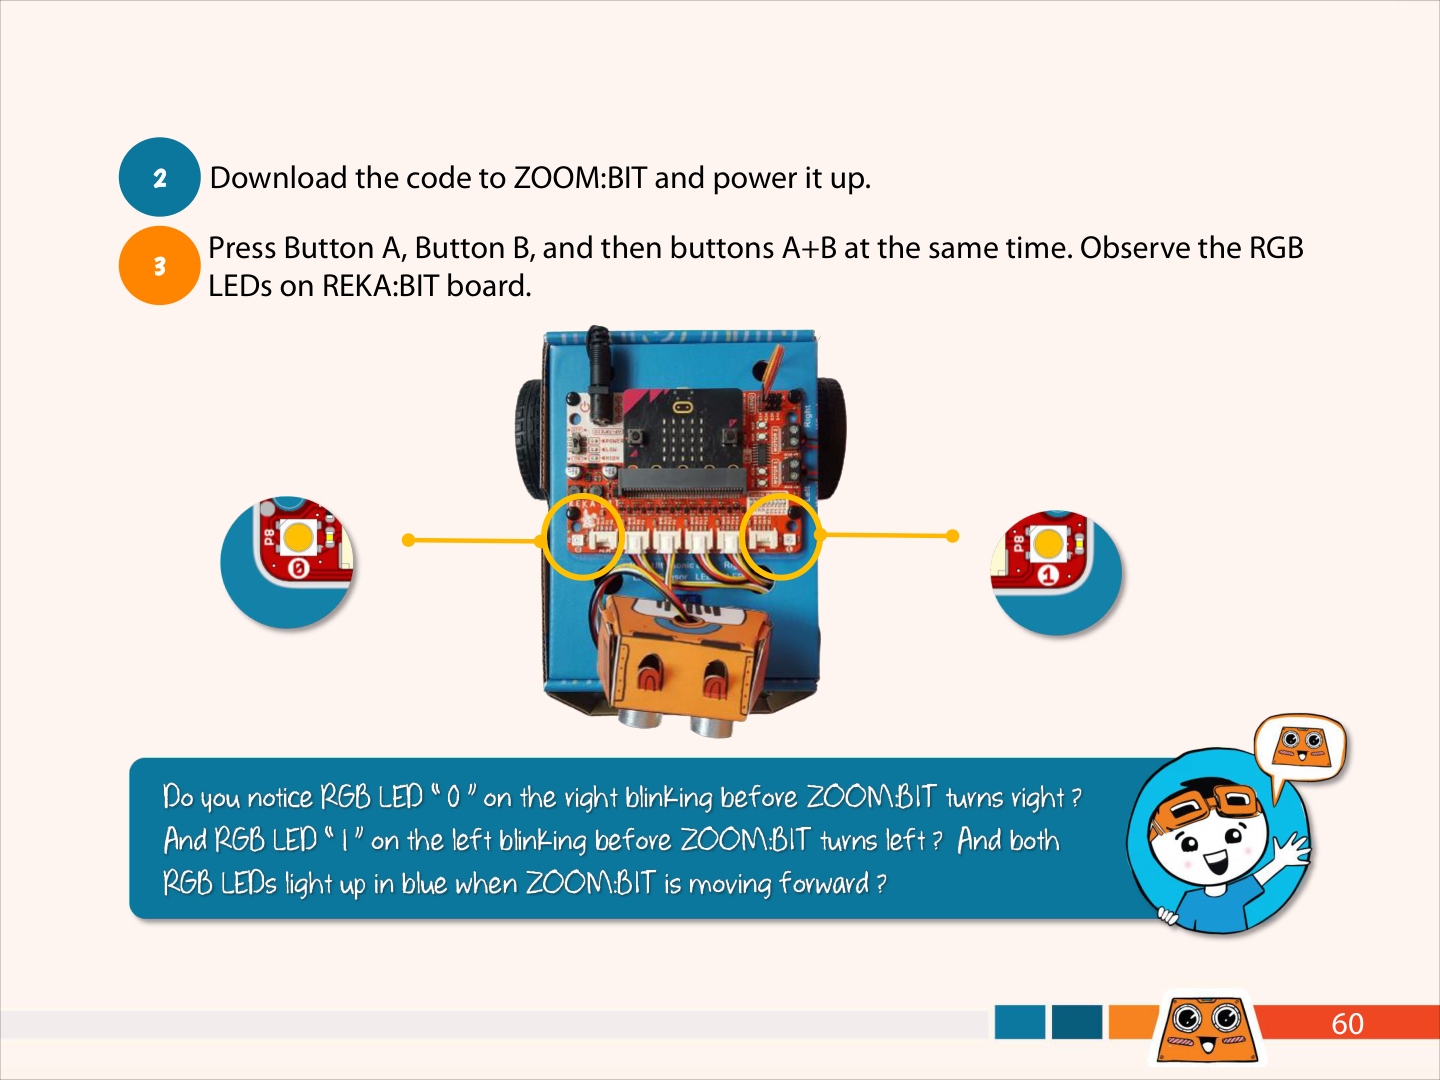 2
Download the code to ZOOM:BIT and power it up.
3
Press Button A, Button B, and then buttons A+B at the same time. Observe the RGB
LEDs on REKA:BIT board.
P8
0
P8
1
Do you notice RGB LED “ 0 ” on the right blinking before ZOOM:BIT turns right ?
And RGB LED “ 1 ” on the left blinking before ZOOM:BIT turns left ? And both
RGB LEDs light up in blue when ZOOM:BIT is moving forward ?
60